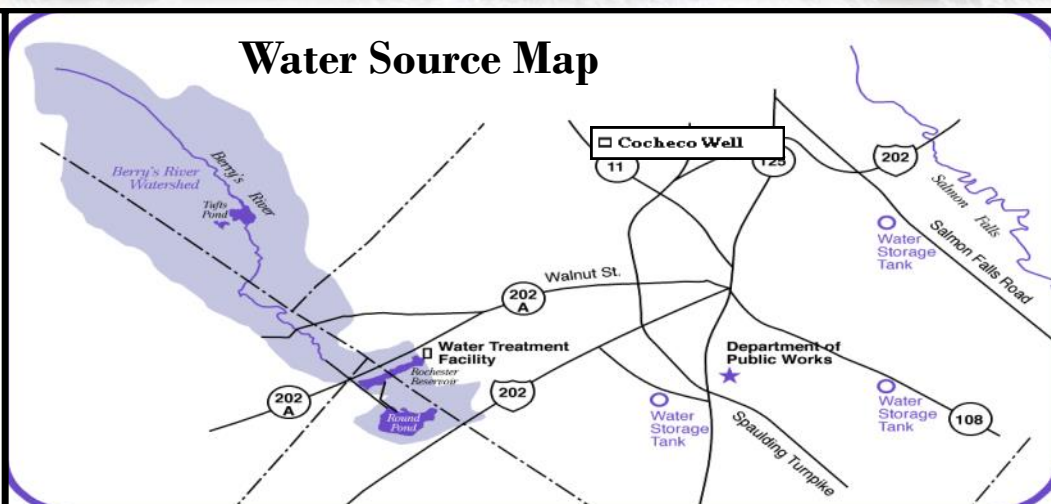 Water Source Map
Cocheco Well
11
125
202
Berry's River
Watershed
Berry's River
Tufts
Pond
Salmon Falls
Water
Storage
Tank
Salmon Falls Road
Walnut St.
202
A
Water Treatment
Facility
Rochester
Reservoir
Department of
Public Works
202
A
202
Round
Pond
Water
Storage
Tank
Water
Storage
Tank
108
Spaulding Turnpike